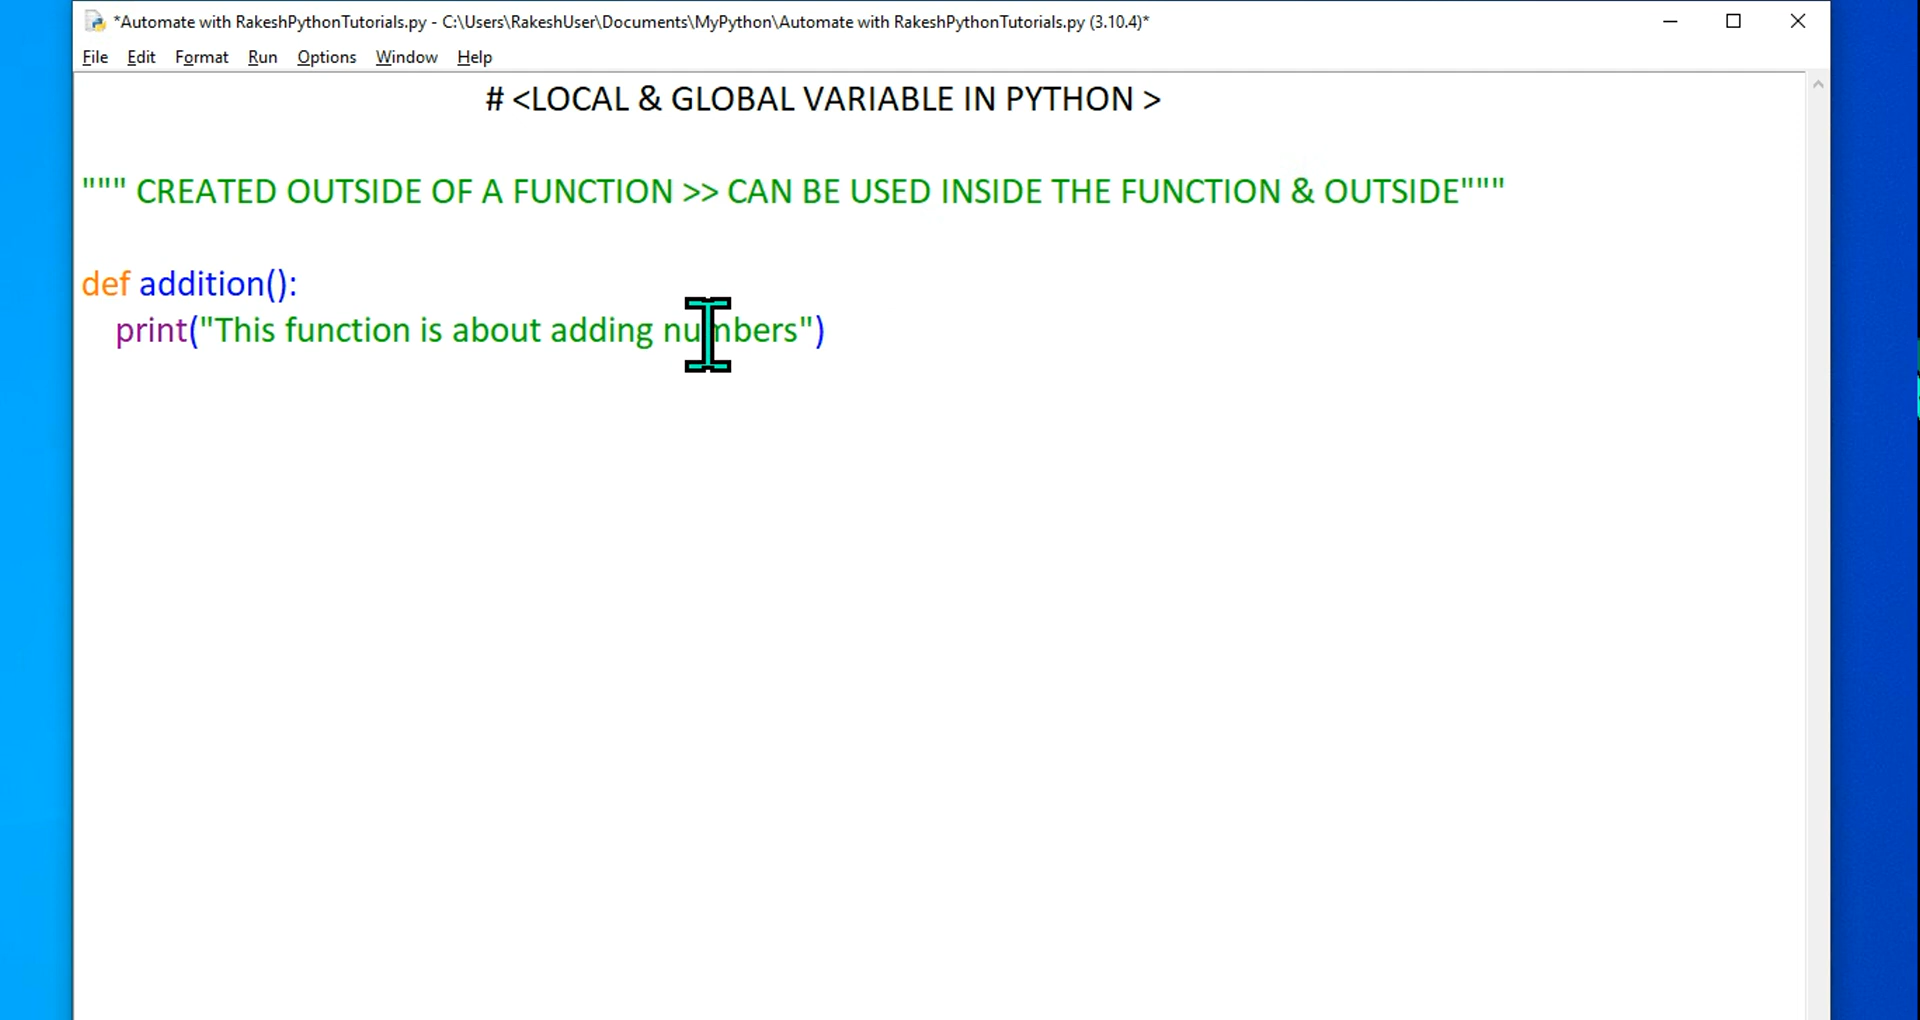 *Automate with RakeshPythonTutorials.py - C:\Users\RakeshUser\Documents\MyPython\Automate with RakeshPythonTutorials.py (3.10.4)*
File Edit Format Run Options Window Help
# <LOCAL & GLOBAL VARIABLE IN PYTHON >
""" CREATED OUTSIDE OF A FUNCTION >> CAN BE USED INSIDE THE FUNCTION & OUTSIDE"""
def addition():
print("This function is about adding numbers")